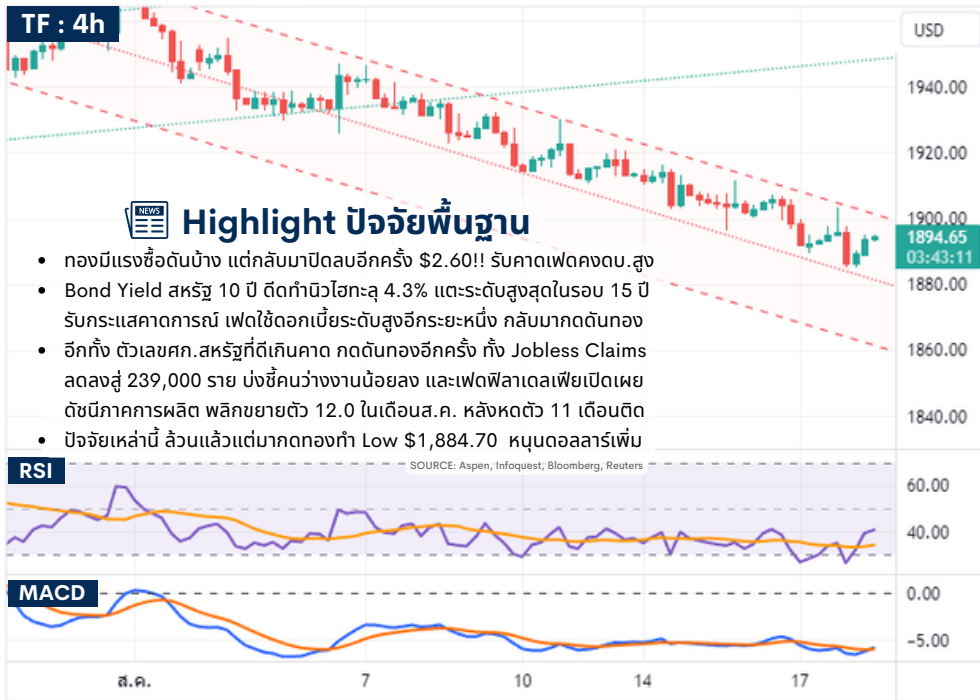 TF : 4h
USD
1940.00
1920.00
1900.00
1894.65
03:43:11
1880.00
1860.00
1840.00
NEWS
Highlight ปัจจัยพื้นฐาน
• ทองมีแรงซื้อดันบ้าง แต่กลับมาปิดลบอีกครั้ง $2.60!! รับคาดเฟดคงดบ.สูง
• Bond Yield สหรัฐ 10 ปี ดีดทำนิวไฮทะลุ 4.3% แตะระดับสูงสุดในรอบ 15 ปี
รับกระแสคาดการณ์ เฟดใช้ดอกเบี้ยระดับสูงอีกระยะหนึ่ง กลับมากดดันทอง
• อีกทั้ง ตัวเลขศก.สหรัฐที่ดีเกินคาด กดดันทองอีกครั้ง ทั้ง Jobless Claims
ลดลงสู่ 239,000 ราย บ่งชี้คนว่างงานน้อยลง และเฟดฟิลาเดลเฟียเปิดเผย
ดัชนีภาคการผลิต พลิกขยายตัว 12.0 ในเดือนส.ค. หลังหดตัว 11 เดือนติด
• ปัจจัยเหล่านี้ ล้วนแล้วแต่มากดทองทำ Low $1,884.70 หนุนดอลลาร์เพิ่ม
SOURCE: Aspen, Infoquest, Bloomberg, Reuters
RSI
60.00
40.00
MACD
0.00
−5.00
ส.ค.
7
10
14
17